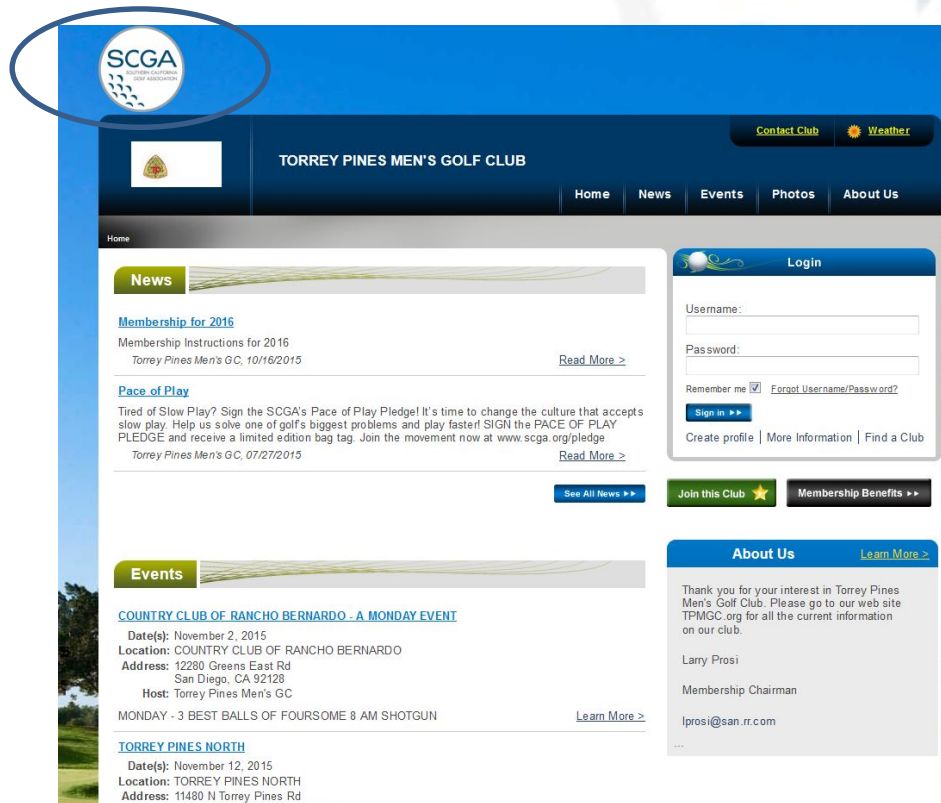 SCGA
SOUTHERN CALIFORNIA
GOLF ASSOCIATION
Contact Club
Weather
TP
TORREY PINES MEN'S GOLF CLUB
Home
News
Events
Photos
About Us
Home
News
Membership for 2016
Membership Instructions for 2016
Torrey Pines Men's GC, 10/16/2015
Read More >
Pace of Play
Tired of Slow Play? Sign the SCGA's Pace of Play Pledge! It's time to change the culture that accepts
slow play. Help us solve one of golf's biggest problems and play faster! SIGN the PACE OF PLAY
PLEDGE and receive a limited edition bag tag. Join the movement now at www.scga.org/pledge
Torrey Pines Men's GC, 07/27/2015
Read More >
See All News
Events
COUNTRY CLUB OF RANCHO BERNARDO - A MONDAY EVENT
Date(s): November 2, 2015
Location: COUNTRY CLUB OF RANCHO BERNARDO
Address: 12280 Greens East Rd
San Diego, CA 92128
Host: Torrey Pines Men's GC
MONDAY - 3 BEST BALLS OF FOURSOME 8 AM SHOTGUN
Learn More >
TORREY PINES NORTH
Date(s): November 12, 2015
Location: TORREY PINES NORTH
Address: 11480 N Torrey Pines Rd
Login
Username:
Password:
Remember me
Forgot Username/Password?
Sign in
Create profile | More Information | Find a Club
Join this Club
Membership Benefits
About Us
Learn More >
Thank you for your interest in Torrey Pines
Men's Golf Club. Please go to our web site
TPMGC.org for all the current information
on our club.
Larry Prosi
Membership Chairman
lprosi@san.rr.com
...